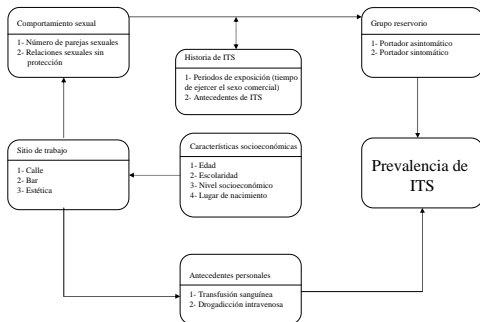 Comportamiento sexual
1- Número de parejas sexuales
2- Relaciones sexuales sin
protección
Grupo reservorio
1- Portador asintomático
2- Portador sintomático
Historia de ITS
1- Periodos de exposición (tiempo
de ejercer el sexo comercial)
2- Antecedentes de ITS
Sitio de trabajo
1- Calle
2- Bar
3- Estética
Características socioeconómicas
1- Edad
2- Escolaridad
3- Nivel socioeconómico
4- Lugar de nacimiento
Prevalencia de
ITS
Antecedentes personales
1- Transfusión sanguínea
2- Drogadicción intravenosa